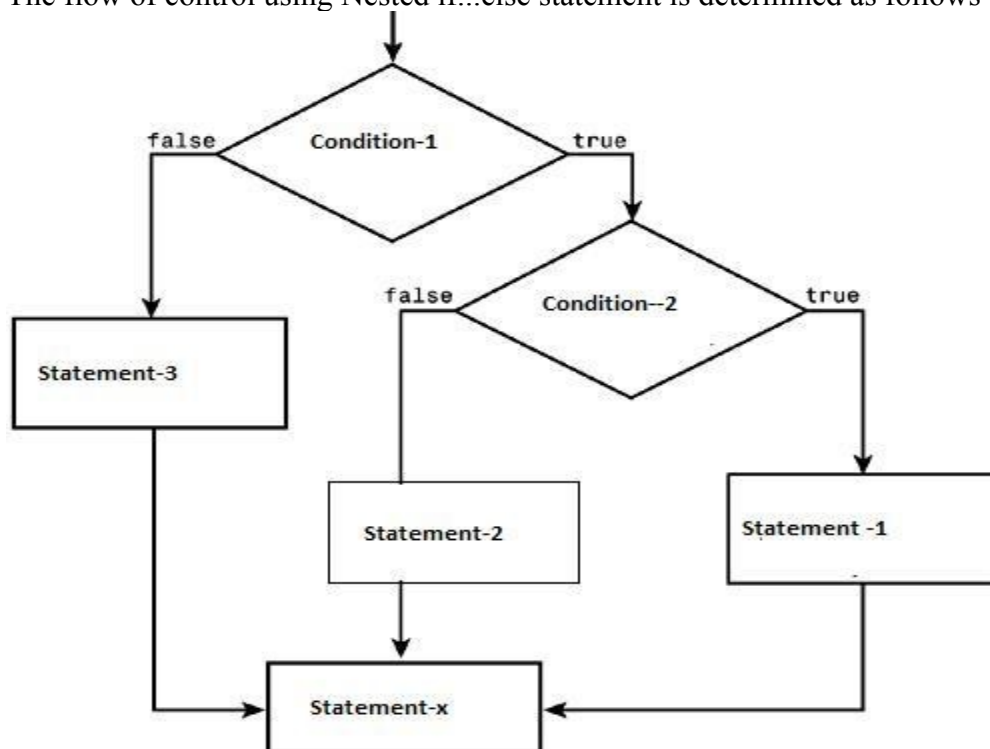 The flow of control using Nested if...else statement is determined as follows
Condition-1
false
true
Condition--2
false
true
Statement-3
Statement-2
Statement -1
Statement-x